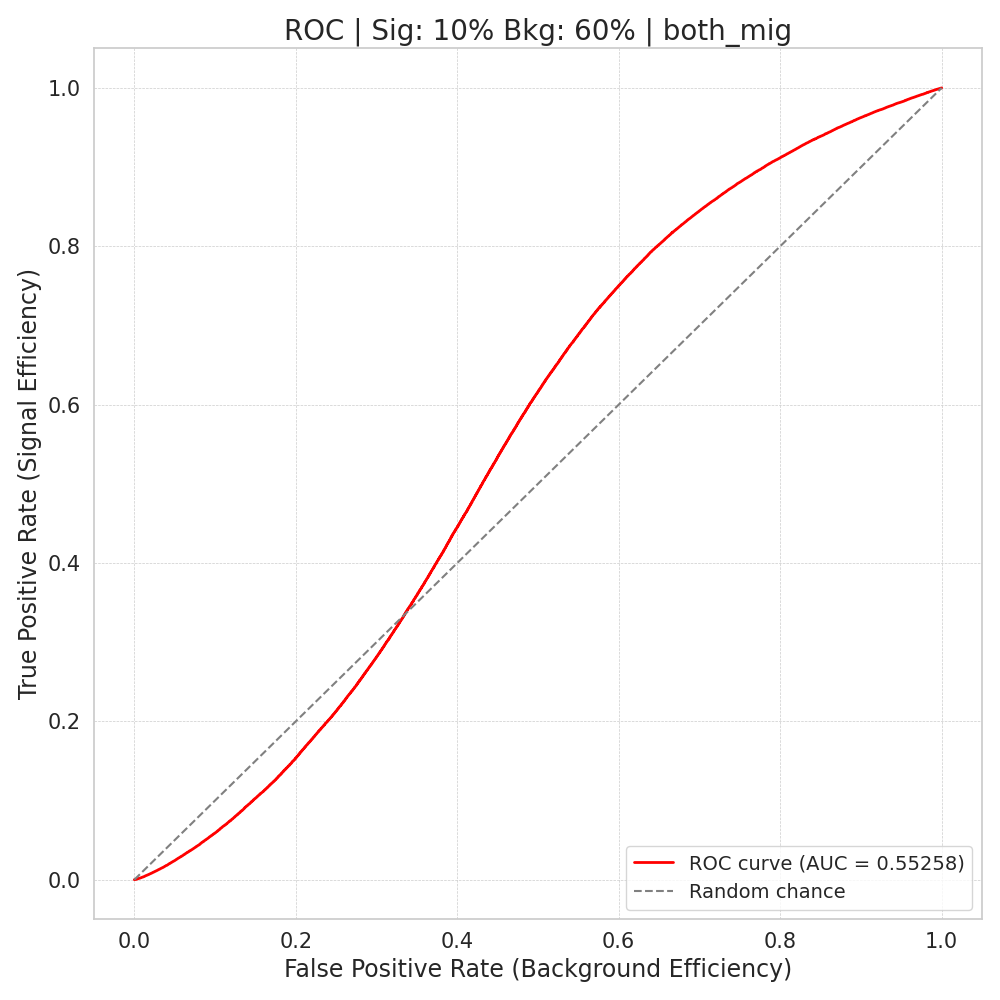 ROC | Sig: 10% Bkg: 60% | both_mig
True Positive Rate (Signal Efficiency)
1.0
0.8
0.6
0.4
0.2
0.0
ROC curve (AUC = 0.55258)
Random chance
0.0 0.2 0.4 0.6 0.8 1.0
False Positive Rate (Background Efficiency)